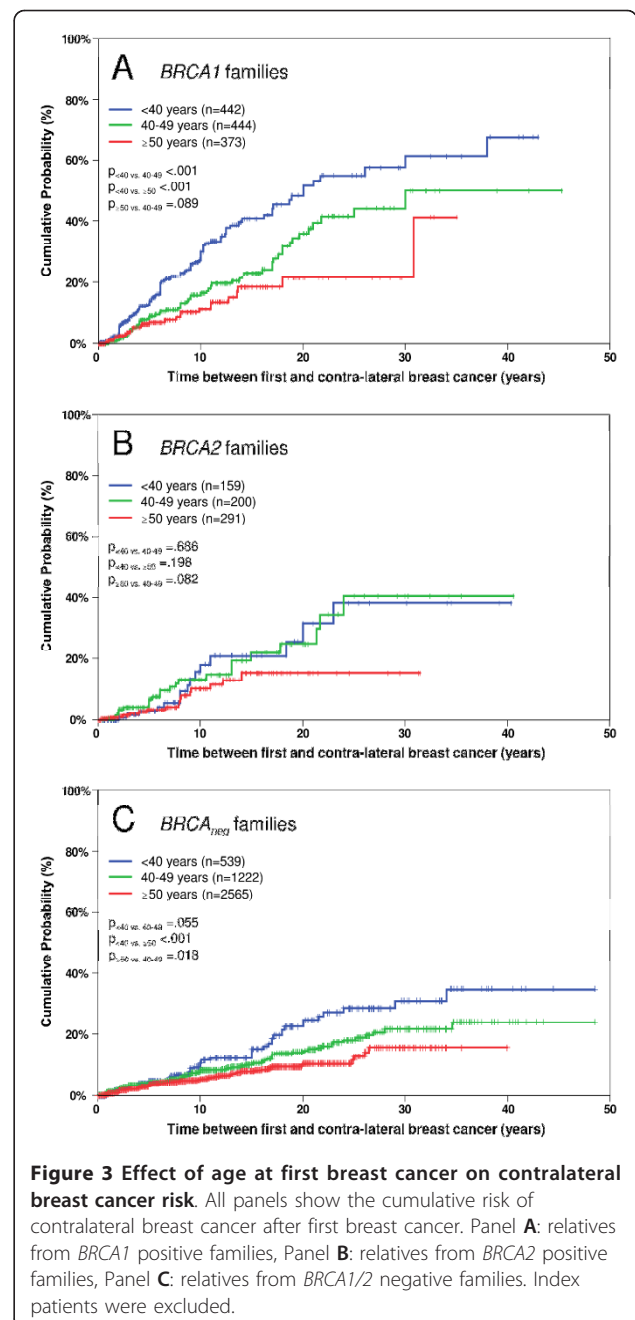 100%
80%
60%
40%
20%
0%
Cumulative Probability (%)
A BRCA1 families
<40 years (n=442)
40-49 years (n=444)
≥50 years (n=373)
p<40 vs. 40-49 <.001
p<40 vs. ≥50 <.001
p≥50 vs. 40-49 =.089
0 10 20 30 40 50
Time between first and contra-lateral breast cancer (years)
100%
80%
60%
40%
20%
0%
Cumulative Probability (%)
B BRCA2 families
<40 years (n=159)
40-49 years (n=200)
≥50 years (n=291)
p<40 vs. 40-49 =.686
p<40 vs. ≥50 =.198
p≥50 vs. 40-49 =.082
0 10 20 30 40 50
Time between first and contra-lateral breast cancer (years)
100%
80%
60%
40%
20%
0%
Cumulative Probability (%)
C BRCAneg families
<40 years (n=539)
40-49 years (n=1222)
≥50 years (n=2565)
p<40 vs. 40-49 =.055
p<40 vs. ≥50 <.001
p≥50 vs. 40-49 =.018
0 10 20 30 40 50
Time between first and contra-lateral breast cancer (years)
Figure 3 Effect of age at first breast cancer on contralateral
breast cancer risk. All panels show the cumulative risk of
contralateral breast cancer after first breast cancer. Panel A: relatives
from BRCA1 positive families, Panel B: relatives from BRCA2 positive
families, Panel C: relatives from BRCA1/2 negative families. Index
patients were excluded.